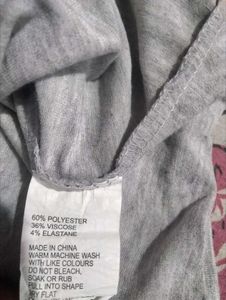 60% POLYESTER
36% VISCOSE
4% ELASTANE
MADE IN CHINA
WARM MACHINE WASH
WITH LIKE COLOURS
DO NOT BLEACH,
SOAK OR RUB
PULL INTO SHAPE
DRY FLAT